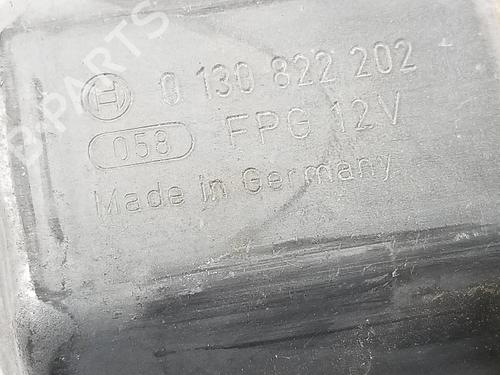 0 130 822 202
058 FPG 12V
Made in Germany
B-PARTS